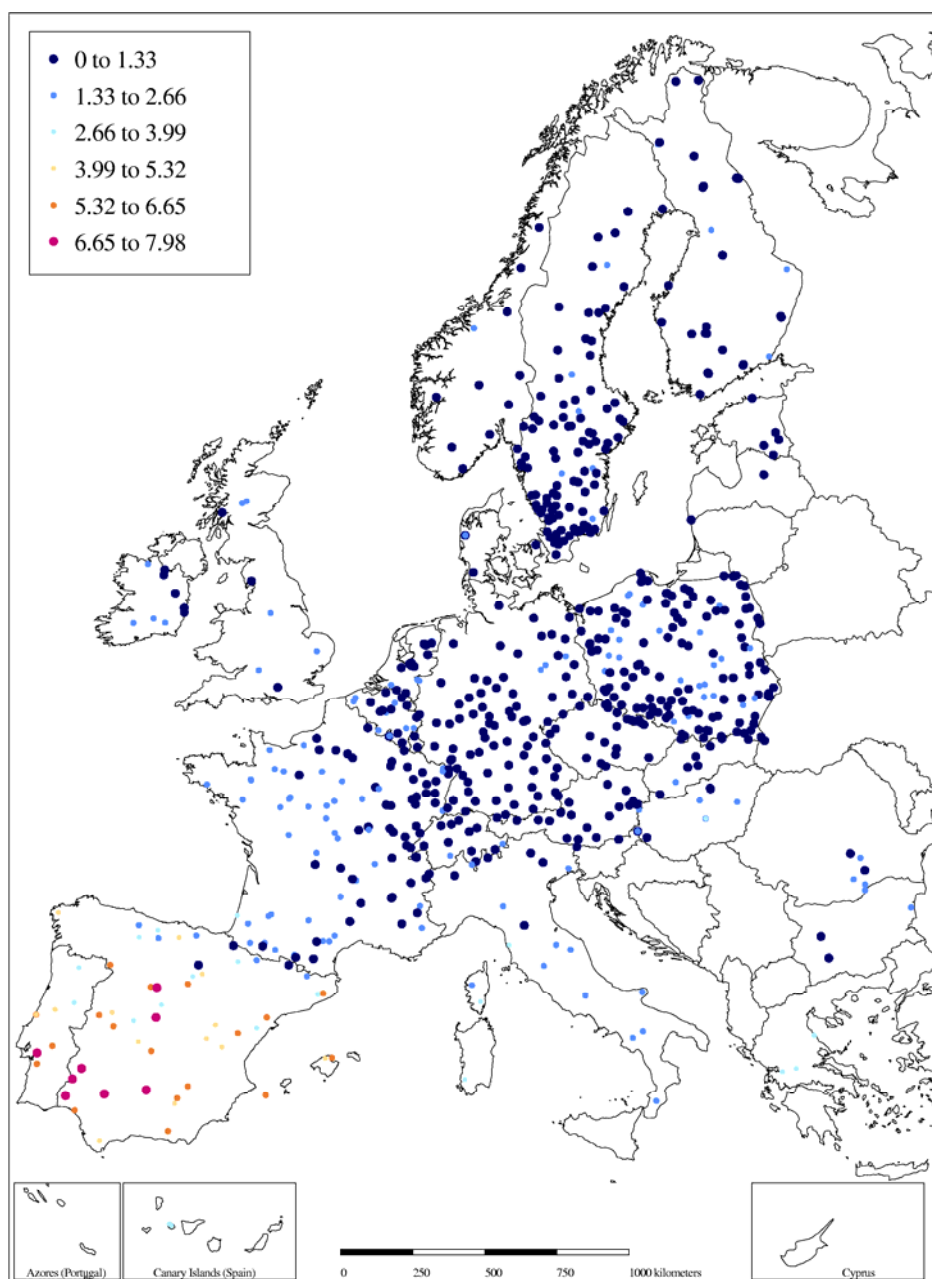 0 to 1.33
1.33 to 2.66
2.66 to 3.99
3.99 to 5.32
5.32 to 6.65
6.65 to 7.98
Azores (Portugal)
Canary Islands (Spain)
0 250 500 750 1000 kilometers
Cyprus